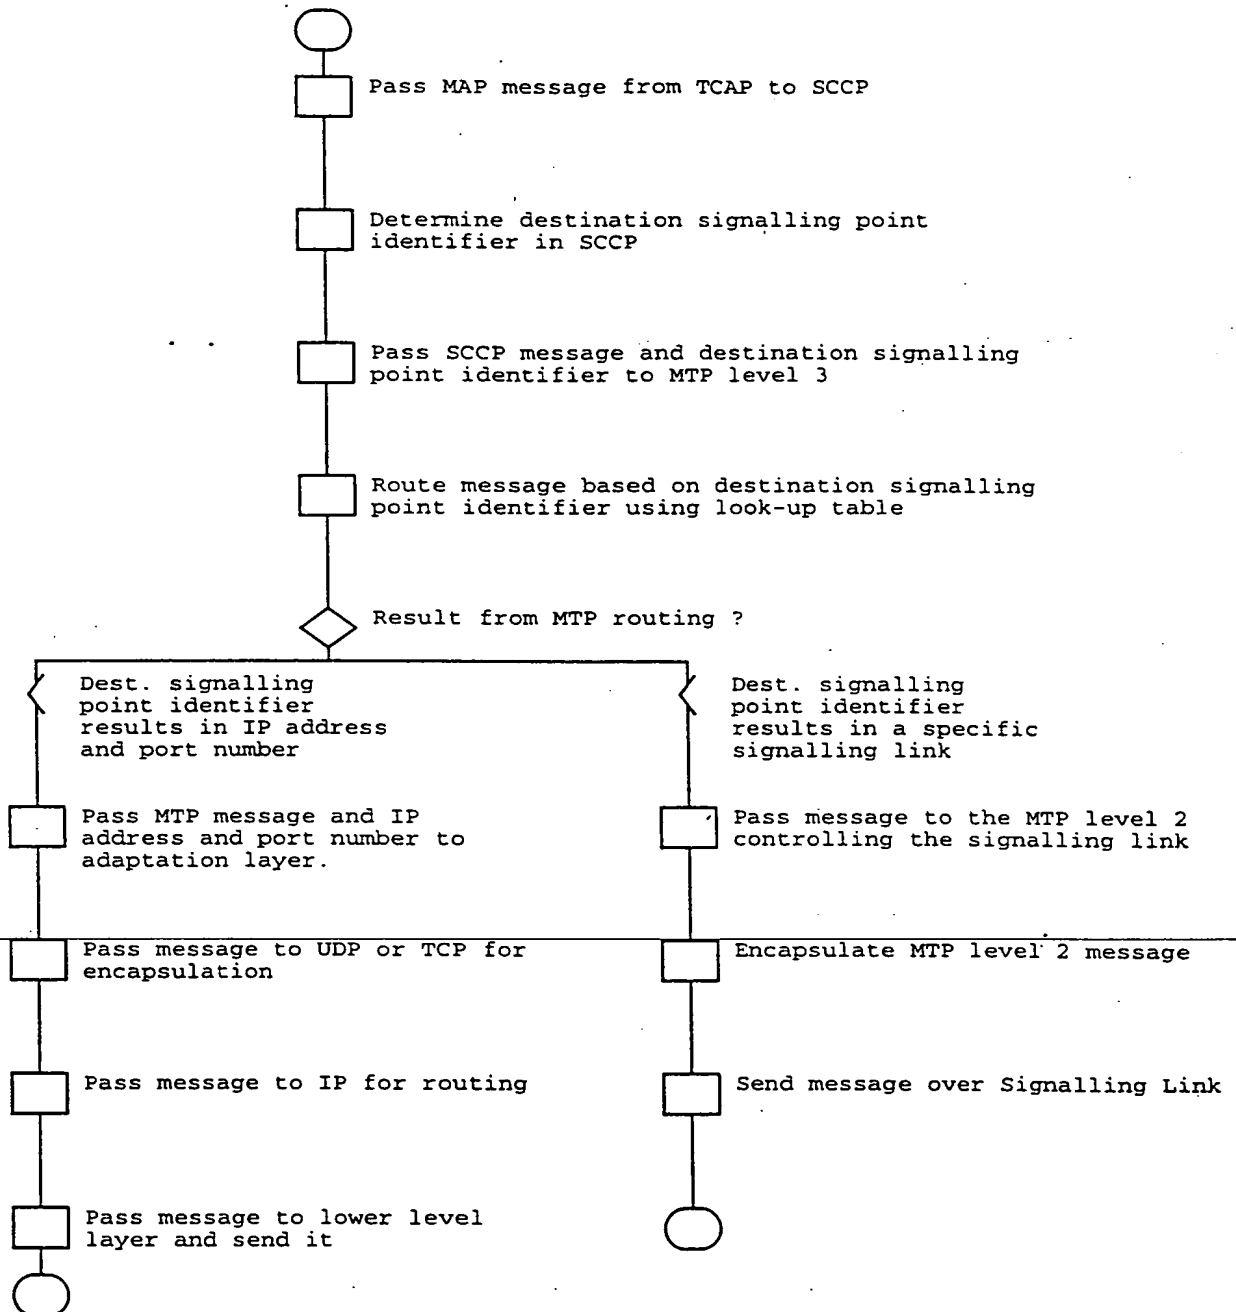 Pass MAP message from TCAP to SCCP
Determine destination signalling point
identifier in SCCP
Pass SCCP message and destination signalling
point identifier to MTP level 3
Route message based on destination signalling
point identifier using look-up table
Result from MTP routing ?
Dest. signalling
point identifier
results in IP address
and port number
Pass MTP message and IP
address and port number to
adaptation layer.
Pass message to UDP or TCP for
encapsulation
Pass message to IP for routing
Pass message to lower level
layer and send it
Dest. signalling
point identifier
results in a specific
signalling link
Pass message to the MTP level 2
controlling the signalling link
Encapsulate MTP level 2 message
Send message over Signalling Link